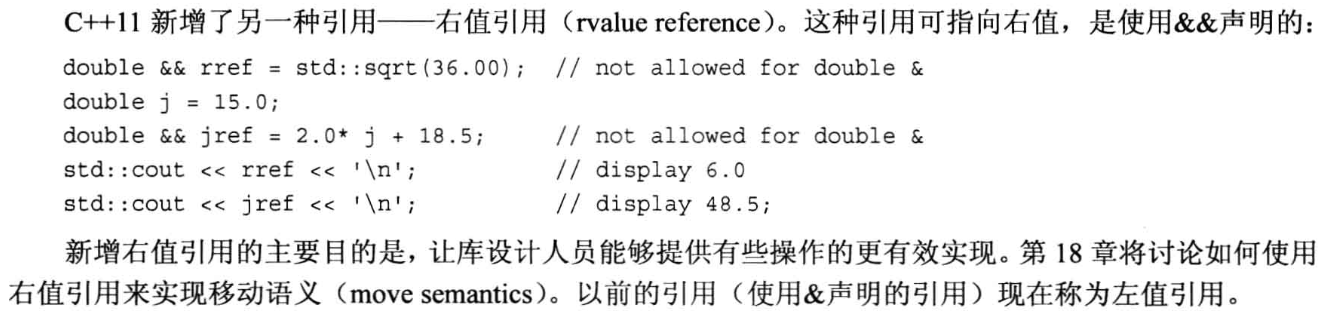 C++11 新增了另一种引用——右值引用（rvalue reference）。这种引用可指向右值，是使用&&声明的：
double && rref = std::sqrt(36.00);  // not allowed for double &
double j = 15.0;
double && jref = 2.0* j + 18.5;     // not allowed for double &
std::cout << rref << '\n';          // display 6.0
std::cout << jref << '\n';          // display 48.5;
新增右值引用的主要目的是，让库设计人员能够提供有些操作的更有效实现。第 18 章将讨论如何使用
右值引用来实现移动语义（move semantics）。以前的引用（使用&声明的引用）现在称为左值引用。